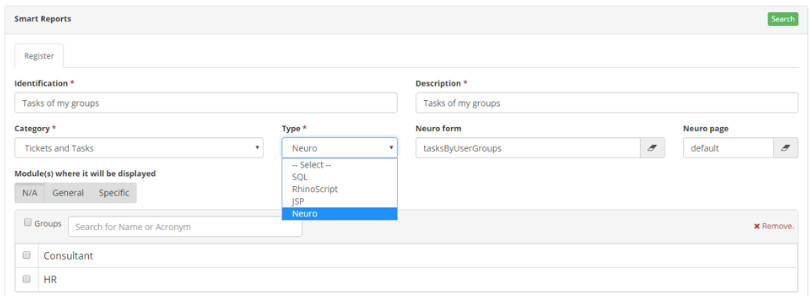 Smart Reports Search
Register
Identification * Description *
Tasks of my groups Tasks of my groups
Category * Type * Neuro form Neuro page
Tickets and Tasks Neuro tasksByUserGroups default
-- Select --
Module(s) where it will be displayed SQL
N/A General Specific RhinoScript
JSP
Neuro
Groups Search for Name or Acronym Remove.
Consultant
HR